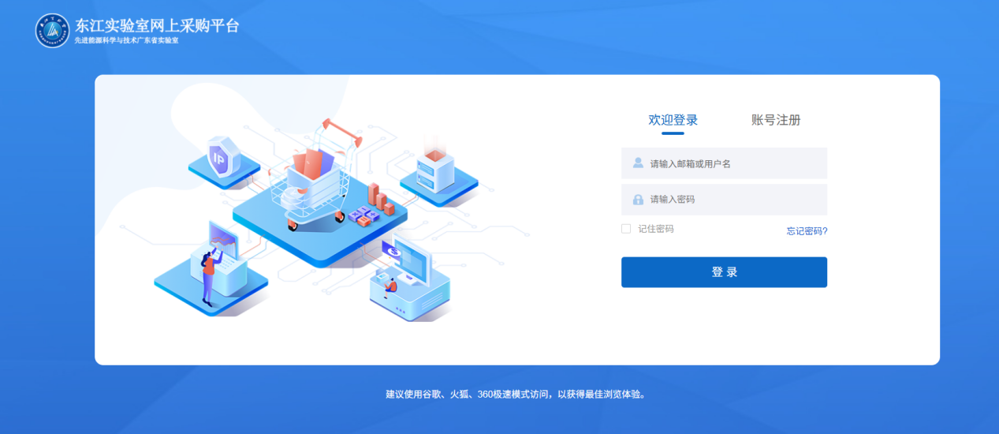 东江实验室网上采购平台
先进能源科学与技术广东省实验室
欢迎登录
账号注册
请输入邮箱或用户名
请输入密码
记住密码
忘记密码?
登 录
IP
$
建议使用谷歌、火狐、360极速模式访问，以获得最佳浏览体验。